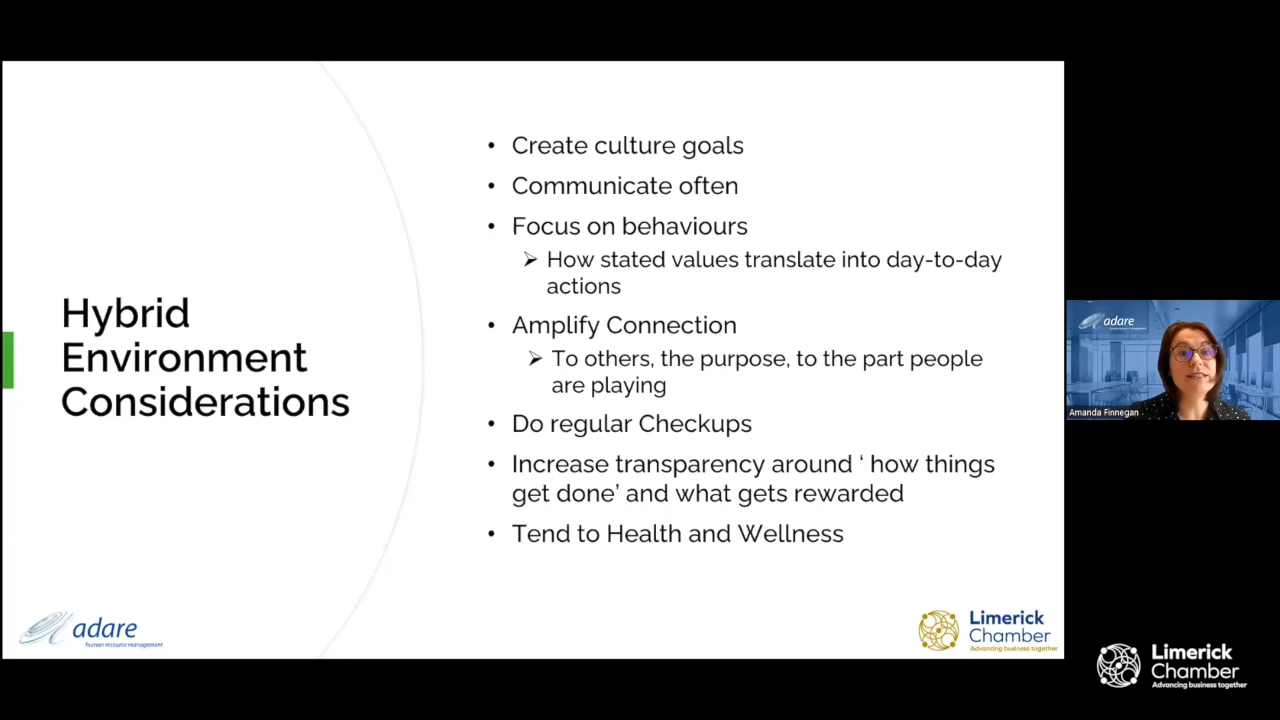 Hybrid
Environment
Considerations
• Create culture goals
• Communicate often
• Focus on behaviours
➢ How stated values translate into day-to-day
actions
• Amplify Connection
➢ To others, the purpose, to the part people
are playing
• Do regular Checkups
• Increase transparency around ‘ how things
get done’ and what gets rewarded
• Tend to Health and Wellness
adare
human resource management
Limerick
Chamber
Advancing business together
adare
Amanda Finnegan
Limerick
Chamber
Advancing business together